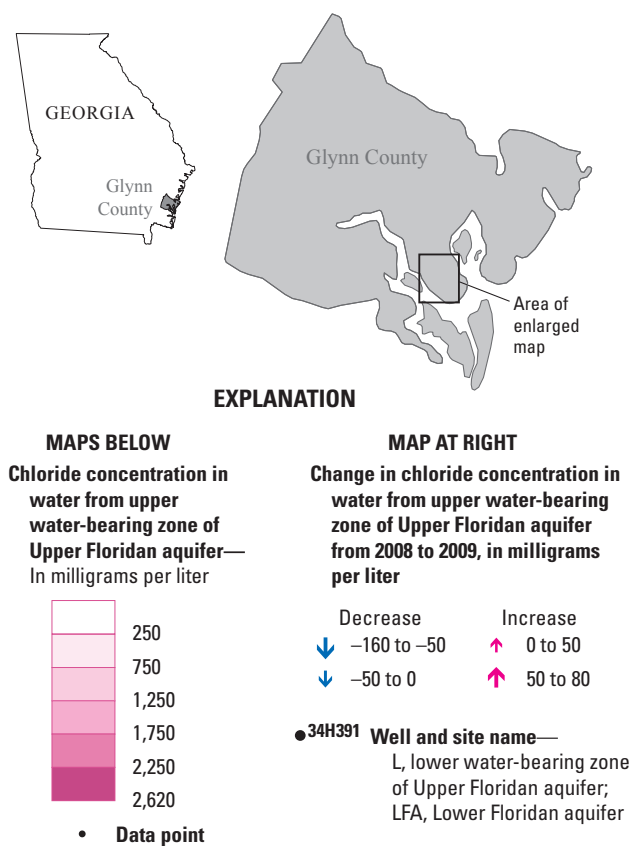 GEORGIA
Glynn
County
Glynn County
Area of
enlarged
map
EXPLANATION
MAPS BELOW
Chloride concentration in
water from upper
water-bearing zone of
Upper Floridan aquifer—
In milligrams per liter
250
750
1,250
1,750
2,250
2,620
Data point
MAP AT RIGHT
Change in chloride concentration in
water from upper water-bearing
zone of Upper Floridan aquifer
from 2008 to 2009, in milligrams
per liter
Decrease
–160 to –50
–50 to 0
Increase
0 to 50
50 to 80
34H391 Well and site name—
L, lower water-bearing zone
of Upper Floridan aquifer;
LFA, Lower Floridan aquifer